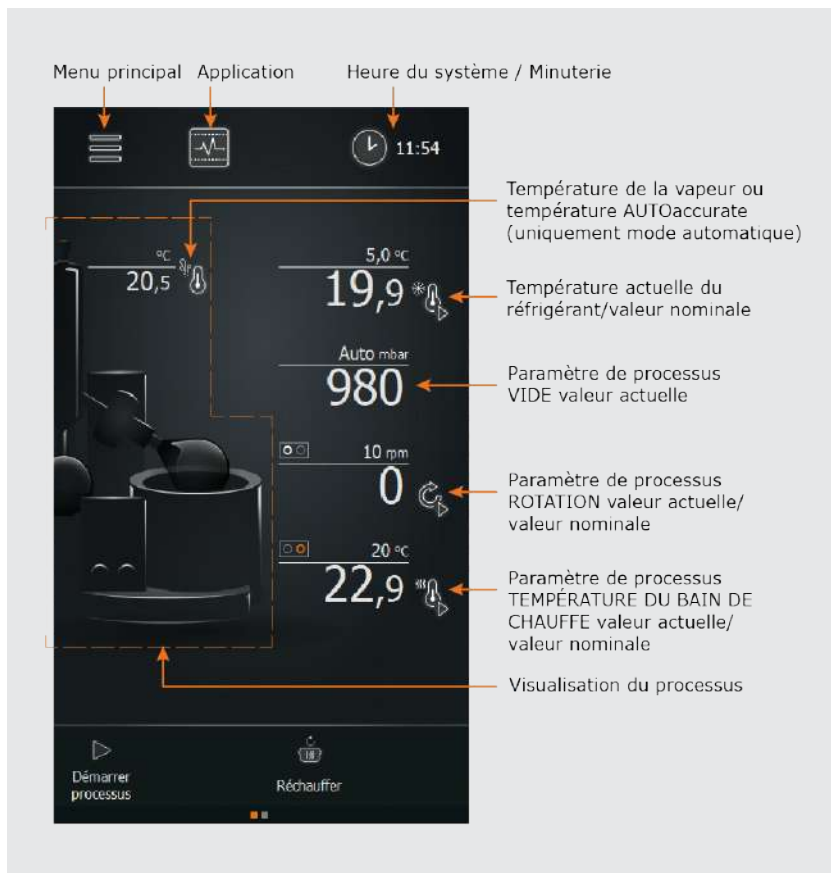 Menu principal Application Heure du système / Minuterie
11:54
Température de la vapeur ou
température AUTOaccurate
(uniquement mode automatique)
°C
20,5
5,0 °C
19,9
Température actuelle du
réfrigérant/valeur nominale
Auto mbar
980
Paramètre de processus
VIDE valeur actuelle
10 rpm
0
Paramètre de processus
ROTATION valeur actuelle/
valeur nominale
20 °C
22,9
Paramètre de processus
TEMPÉRATURE DU BAIN DE
CHAUFFE valeur actuelle/
valeur nominale
Visualisation du processus
Démarrer
processus
Réchauffer